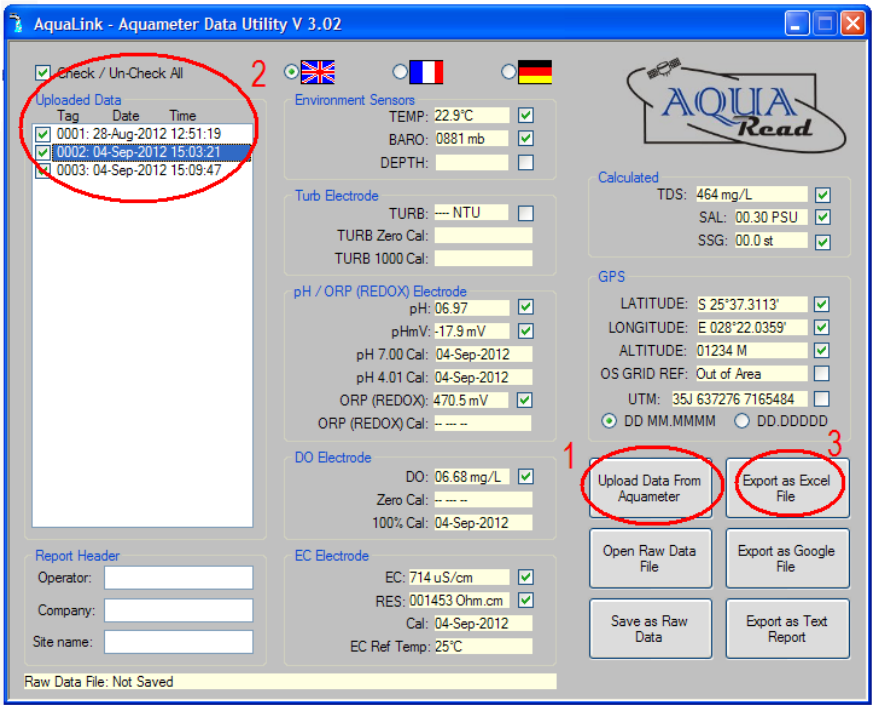 AquaLink - Aquameter Data Utility V 3.02
Check / Un-Check All
2
Uploaded Data
Tag Date Time
0001: 28-Aug-2012 12:51:19
0002: 04-Sep-2012 15:03:21
0003: 04-Sep-2012 15:09:47
Report Header
Operator:
Company:
Site name:
Raw Data File: Not Saved
Environment Sensors
TEMP: 22.9°C
BARO: 0881 mb
DEPTH:
Turb Electrode
TURB: ---- NTU
TURB Zero Cal:
TURB 1000 Cal:
pH / ORP (REDOX) Electrode
pH: 06.97
pHmV: -17.9 mV
pH 7.00 Cal: 04-Sep-2012
pH 4.01 Cal: 04-Sep-2012
ORP (REDOX): 470.5 mV
ORP (REDOX) Cal: -- --- --
DO Electrode
DO: 06.68 mg/L
Zero Cal: -- --- --
100% Cal: 04-Sep-2012
EC Electrode
EC: 714 uS/cm
RES: 001453 Ohm.cm
Cal: 04-Sep-2012
EC Ref Temp: 25°C
AQUA
Read
Calculated
TDS: 464 mg/L
SAL: 00.30 PSU
SSG: 00.0 st
GPS
LATITUDE: S 25°37.3113'
LONGITUDE: E 028°22.0359'
ALTITUDE: 01234 M
OS GRID REF: Out of Area
UTM: 35J 637276 7165484
DD MM.MMMM DD.DDDDD
1
3
Upload Data From
Aquameter
Export as Excel
File
Open Raw Data
File
Export as Google
File
Save as Raw
Data
Export as Text
Report